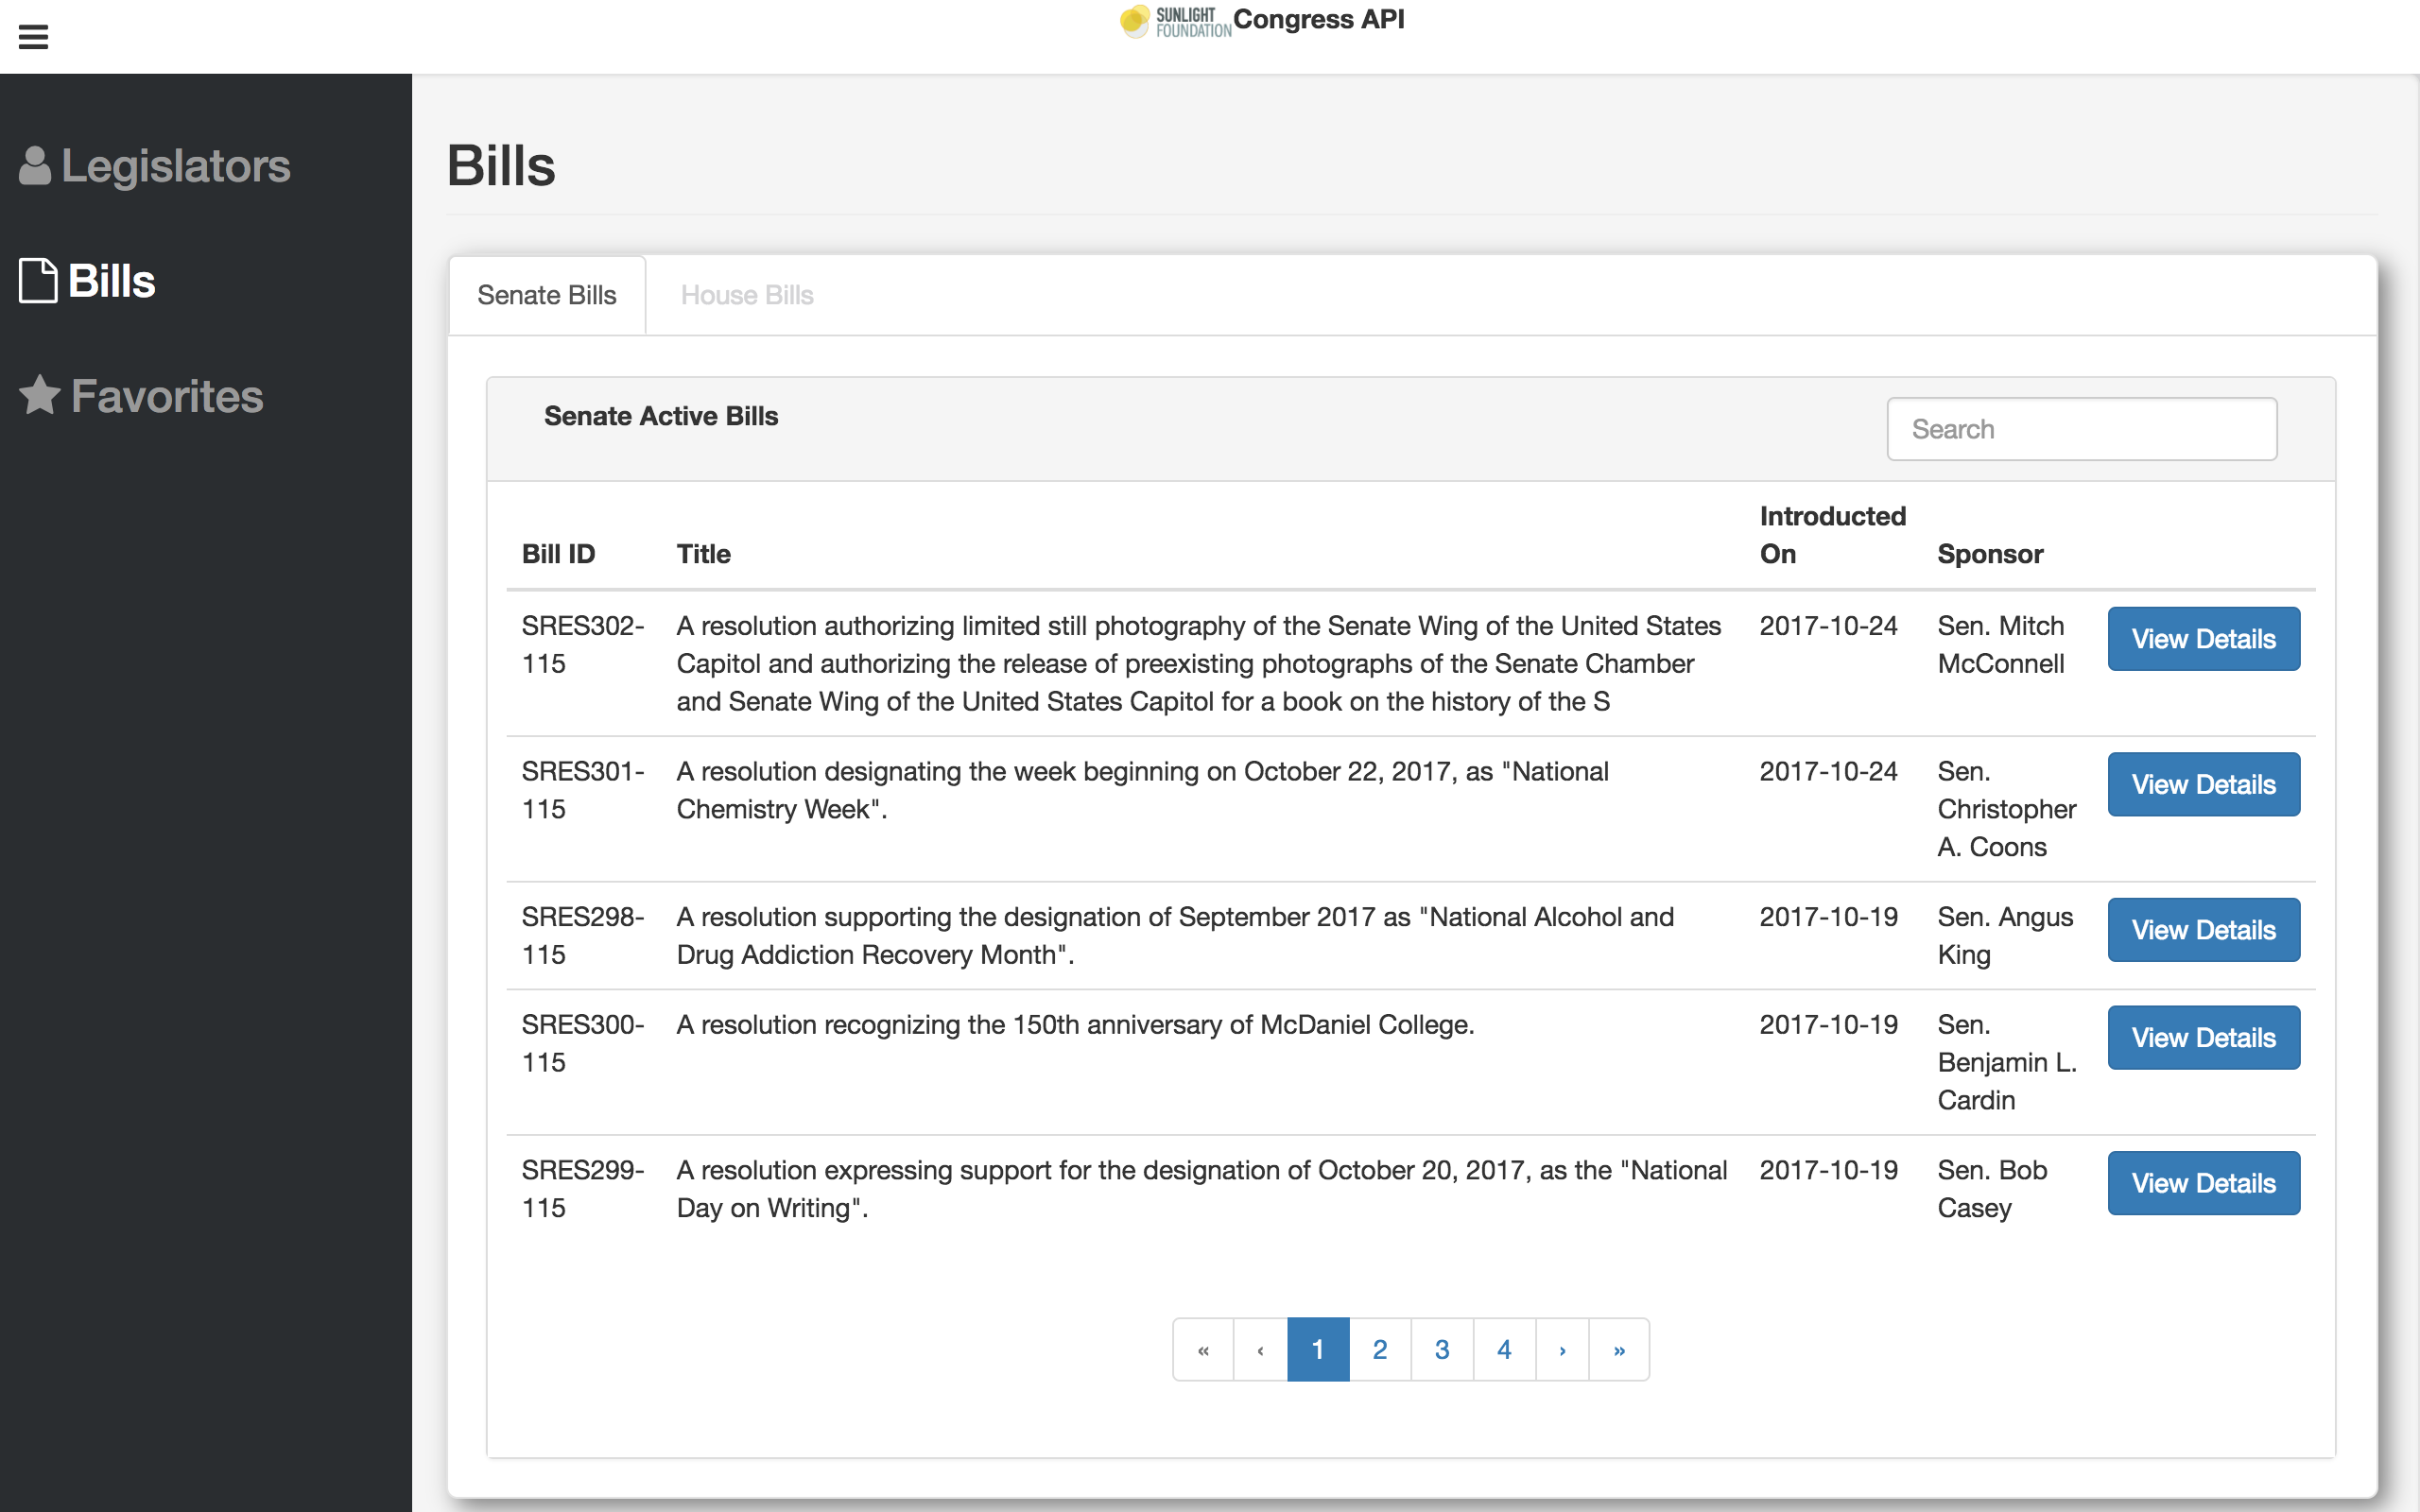 SUNLIGHT
FOUNDATION
Congress API
Legislators
Bills
Favorites
Bills
Senate Bills
House Bills
Senate Active Bills
Search
Bill ID
Title
Introducted
On
Sponsor
SRES302-
115
A resolution authorizing limited still photography of the Senate Wing of the United States
Capitol and authorizing the release of preexisting photographs of the Senate Chamber
and Senate Wing of the United States Capitol for a book on the history of the S
2017-10-24
Sen. Mitch
McConnell
View Details
SRES301-
115
A resolution designating the week beginning on October 22, 2017, as "National
Chemistry Week".
2017-10-24
Sen.
Christopher
A. Coons
View Details
SRES298-
115
A resolution supporting the designation of September 2017 as "National Alcohol and
Drug Addiction Recovery Month".
2017-10-19
Sen. Angus
King
View Details
SRES300-
115
A resolution recognizing the 150th anniversary of McDaniel College.
2017-10-19
Sen.
Benjamin L.
Cardin
View Details
SRES299-
115
A resolution expressing support for the designation of October 20, 2017, as the "National
Day on Writing".
2017-10-19
Sen. Bob
Casey
View Details
« ‹ 1 2 3 4 › »